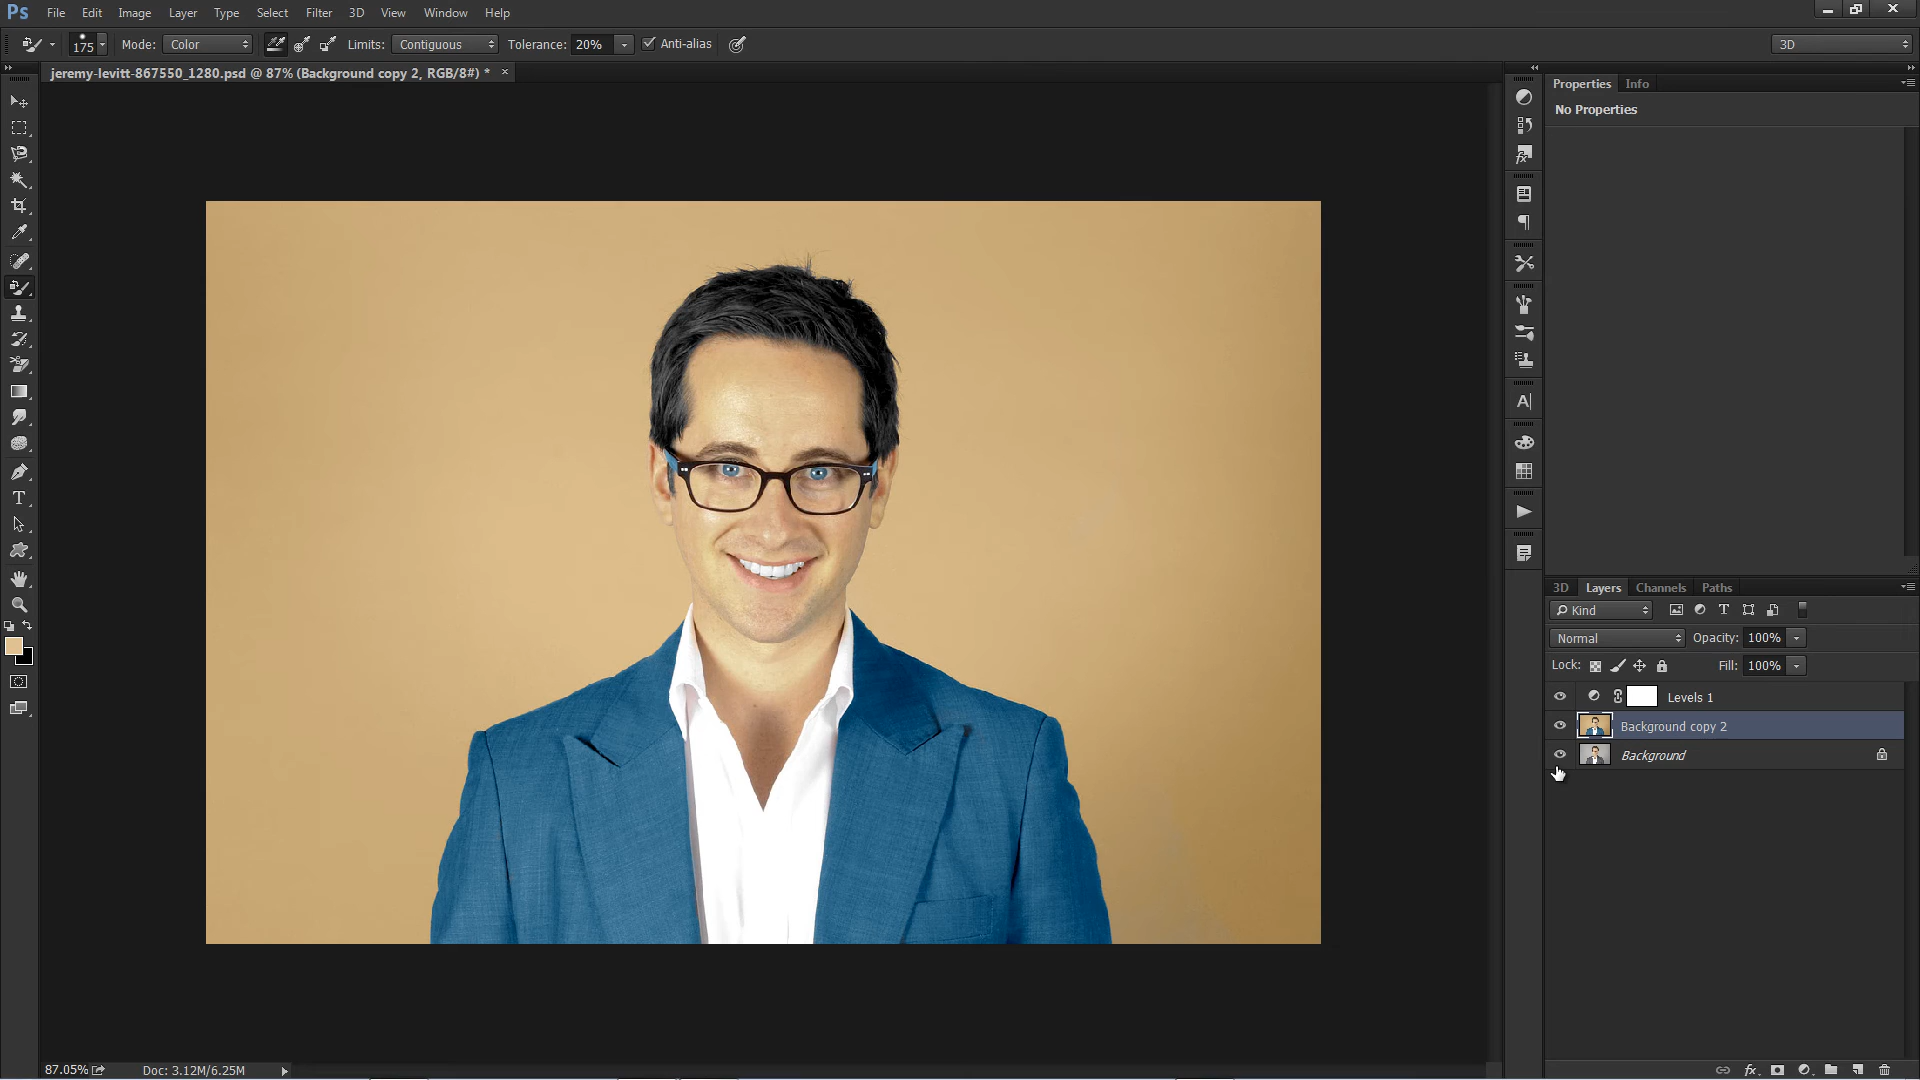 Ps File Edit Image Layer Type Select Filter 3D View Window Help
175 Mode: Color Limits: Contiguous Tolerance: 20% Anti-alias 3D
jeremy-levitt-867550_1280.psd @ 87% (Background copy 2, RGB/8#) * ×
Properties Info
No Properties
3D Layers Channels Paths
Kind
Normal Opacity: 100%
Lock: Fill: 100%
Levels 1
Background copy 2
Background
87.05% Doc: 3.12M/6.25M